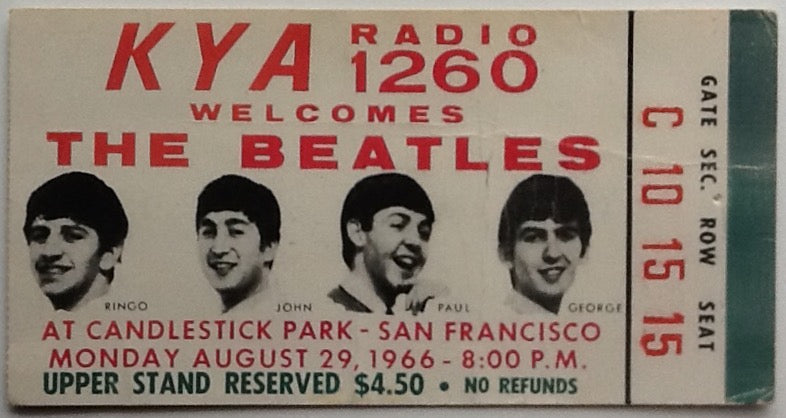 KYA RADIO
1260
WELCOMES
THE BEATLES
RINGO JOHN PAUL GEORGE
AT CANDLESTICK PARK - SAN FRANCISCO
MONDAY AUGUST 29, 1966 - 8:00 P.M.
UPPER STAND RESERVED $4.50 • NO REFUNDS
GATE SEC. ROW SEAT
C 10 15 15